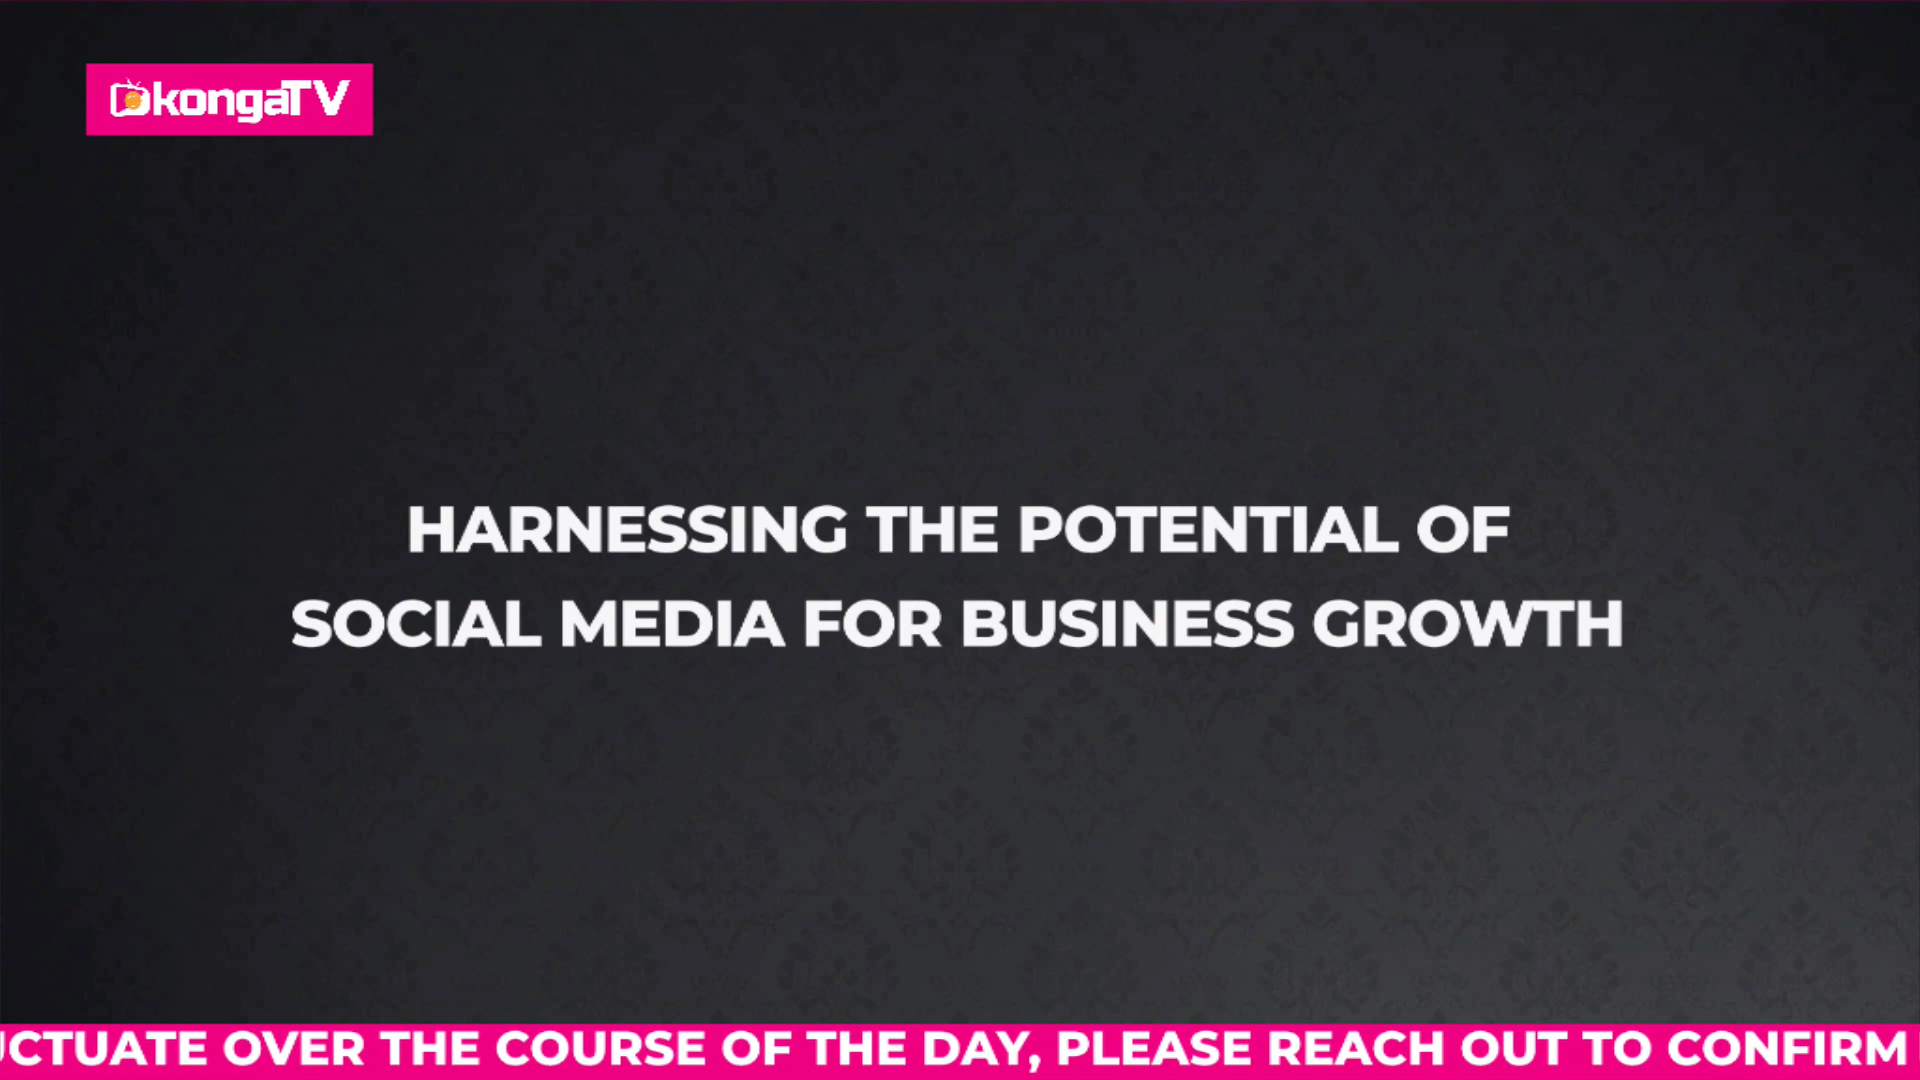 kongaTV
HARNESSING THE POTENTIAL OF
SOCIAL MEDIA FOR BUSINESS GROWTH
UCTUATE OVER THE COURSE OF THE DAY, PLEASE REACH OUT TO CONFIRM